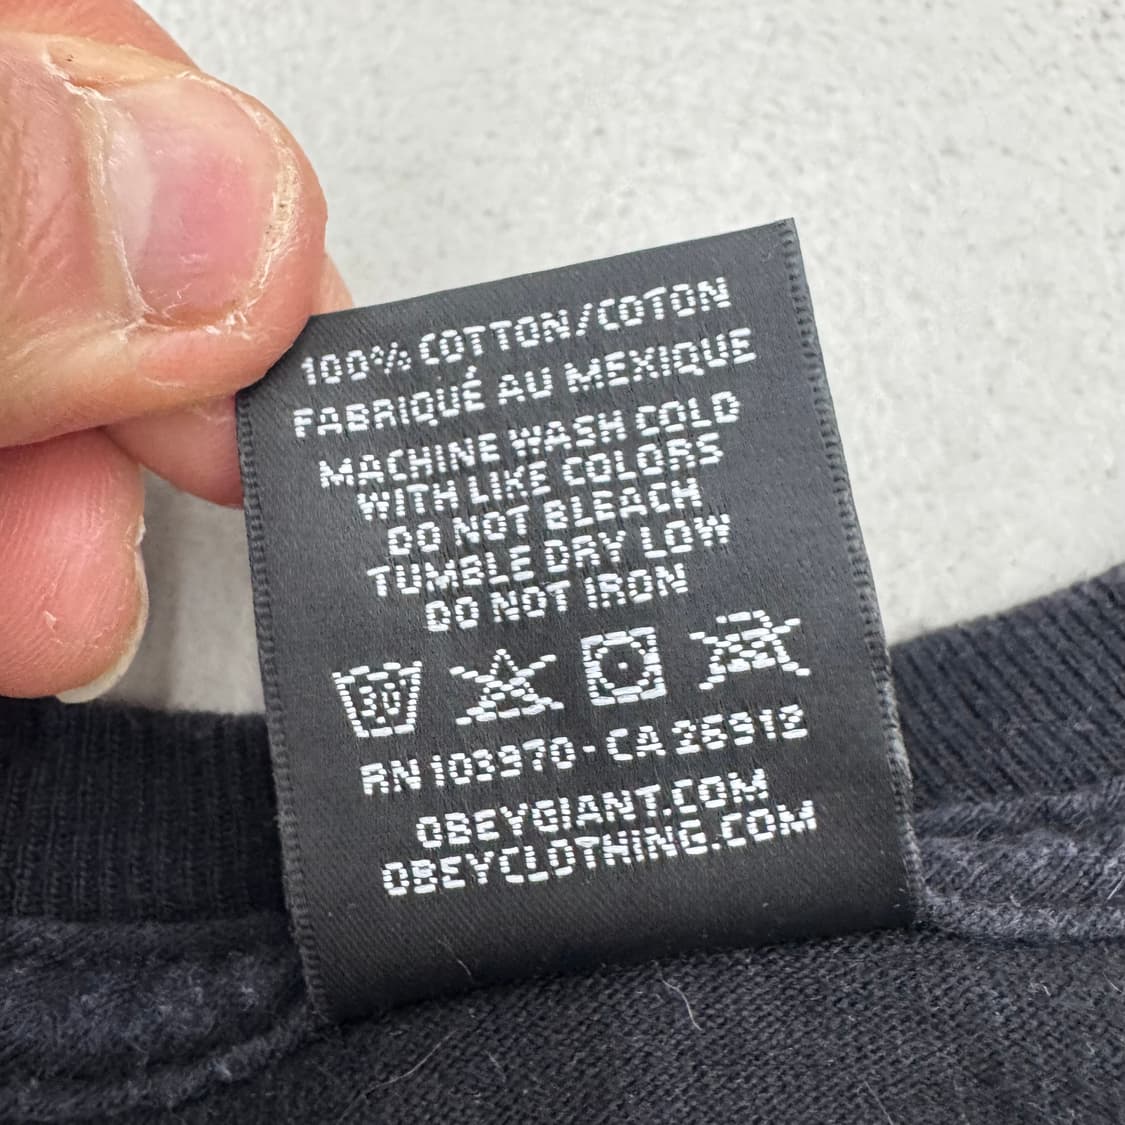 100% COTTON/COTON
FABRIQUÉ AU MEXIQUE
MACHINE WASH COLD
WITH LIKE COLORS
DO NOT BLEACH
TUMBLE DRY LOW
DO NOT IRON
30
RN 103970 - CA 25912
OBEYGIANT.COM
OBEYCLOTHING.COM